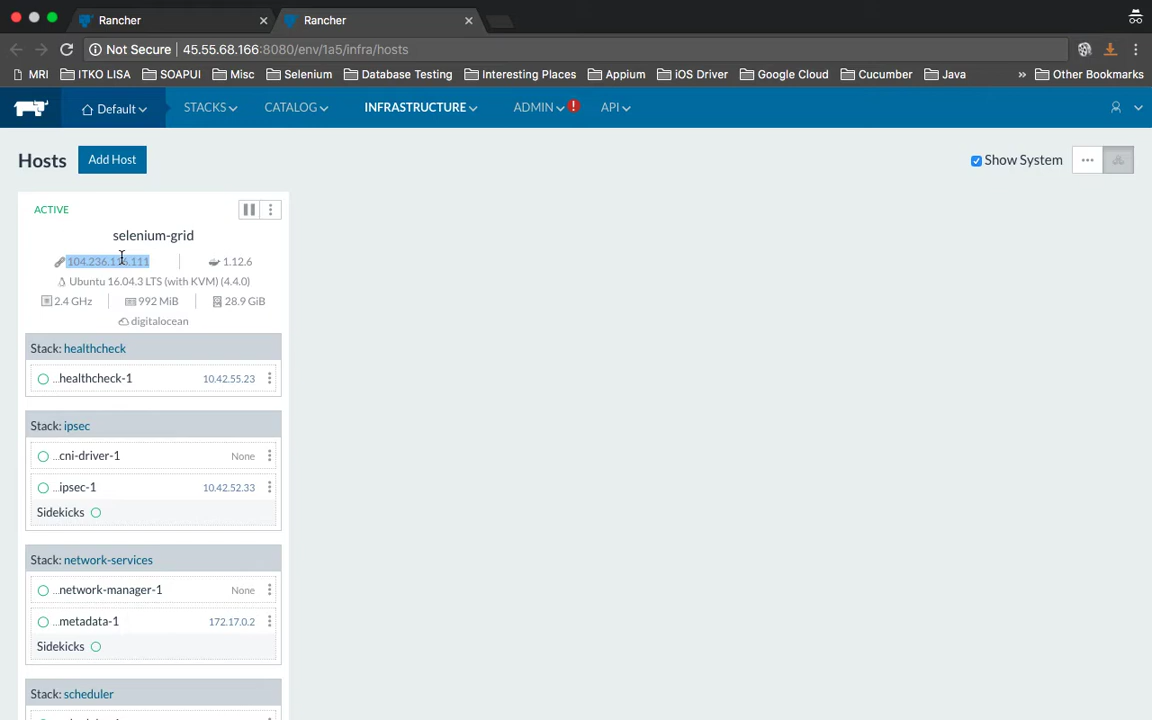 Rancher
Rancher
Not Secure 45.55.68.166:8080/env/1a5/infra/hosts
MRI ITKO LISA SOAPUI Misc Selenium Database Testing Interesting Places Appium iOS Driver Google Cloud Cucumber Java » Other Bookmarks
Default STACKS CATALOG INFRASTRUCTURE ADMIN ! API
Hosts Add Host Show System
ACTIVE
selenium-grid
1.12.6
Ubuntu 16.04.3 LTS (with KVM) (4.4.0)
2.4 GHz 992 MiB 28.9 GiB
digitalocean
Stack: healthcheck
...healthcheck-1 10.42.55.23
Stack: ipsec
...cni-driver-1 None
...ipsec-1 10.42.52.33
Sidekicks
Stack: network-services
...network-manager-1 None
...metadata-1 172.17.0.2
Sidekicks
Stack: scheduler